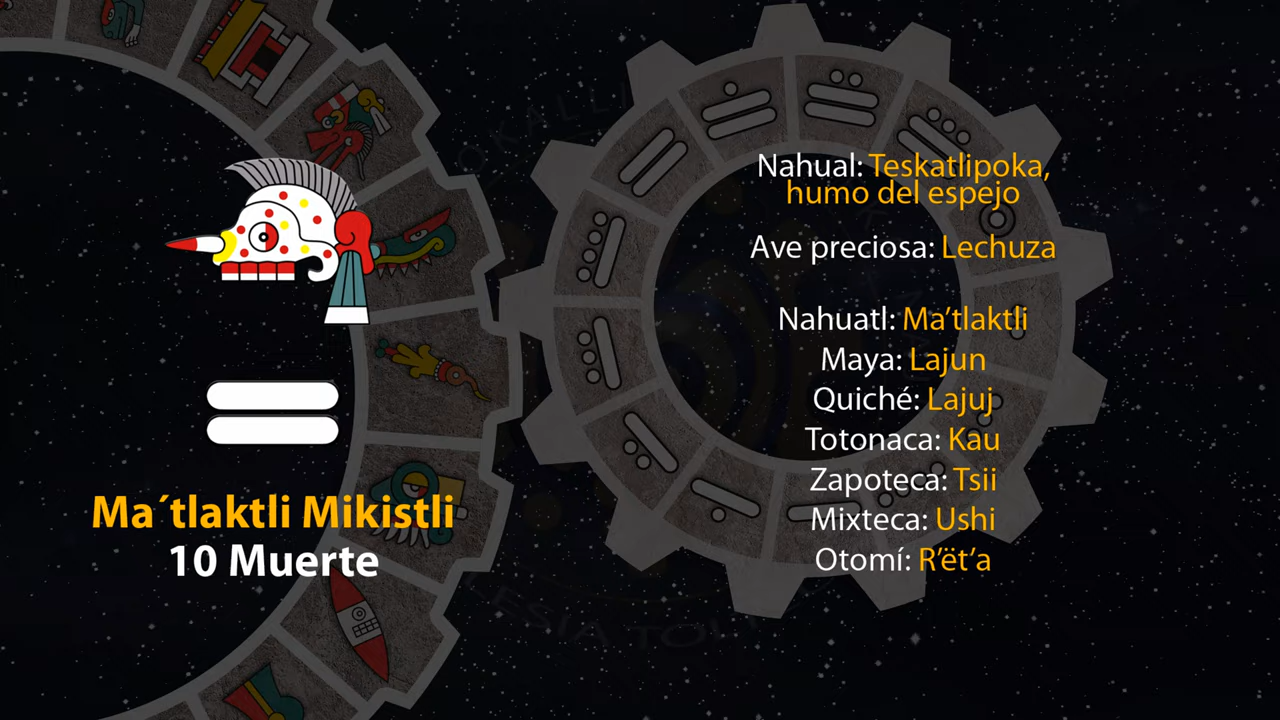 Ma´tlaktli Mikistli
10 Muerte
Nahual: Teskatlipoka,
humo del espejo
Ave preciosa: Lechuza
Nahuatl: Ma’tlaktli
Maya: Lajun
Quiché: Lajuj
Totonaca: Kau
Zapoteca: Tsii
Mixteca: Ushi
Otomí: R’ët’a